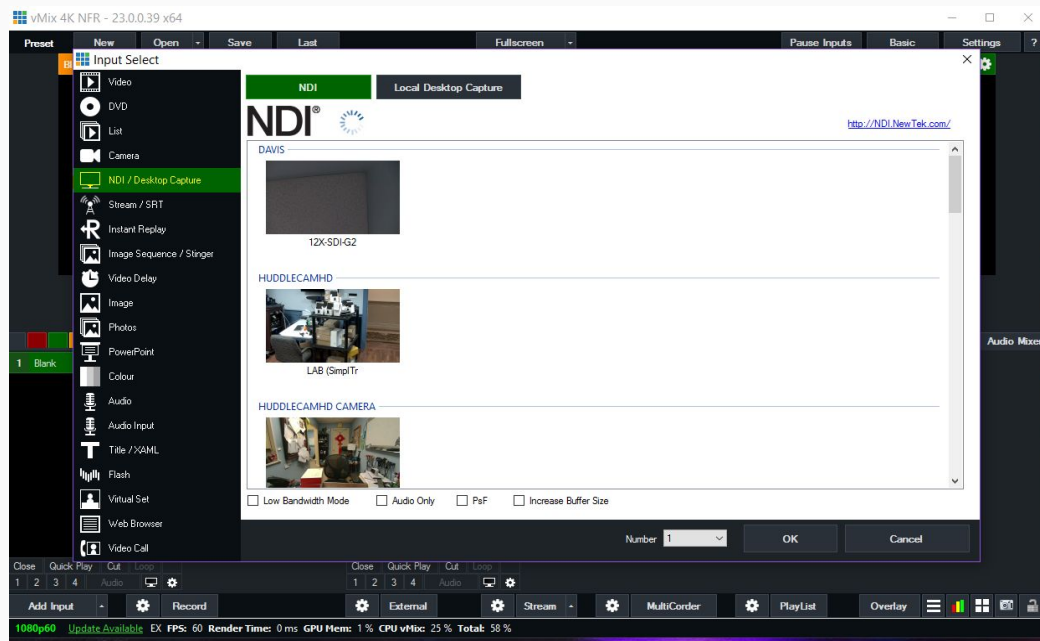 vMix 4K NFR - 23.0.0.39 x64
Preset New Open Save Last Fullscreen Pause Inputs Basic Settings ?
Input Select
Video
DVD
List
Camera
NDI / Desktop Capture
Stream / SRT
Instant Replay
Image Sequence / Stinger
Video Delay
Image
Photos
PowerPoint
Colour
Audio
Audio Input
Title / XAML
Flash
Virtual Set
Web Browser
Video Call
NDI Local Desktop Capture
NDI®
http://NDI.NewTek.com/
DAVIS
12X-SDI-G2
HUDDLECAMHD
LAB (SimplTr
HUDDLECAMHD CAMERA
Low Bandwidth Mode Audio Only PsF Increase Buffer Size
Number 1 OK Cancel
1 Blank
Audio Mixer
Close Quick Play Cut Loop Close Quick Play Cut Loop
1 2 3 4 Audio 1 2 3 4 Audio
Add Input Record External Stream MultiCorder PlayList Overlay
1080p60 Update Available EX FPS: 60 Render Time: 0 ms GPU Mem: 1 % CPU vMix: 25 % Total: 58 %